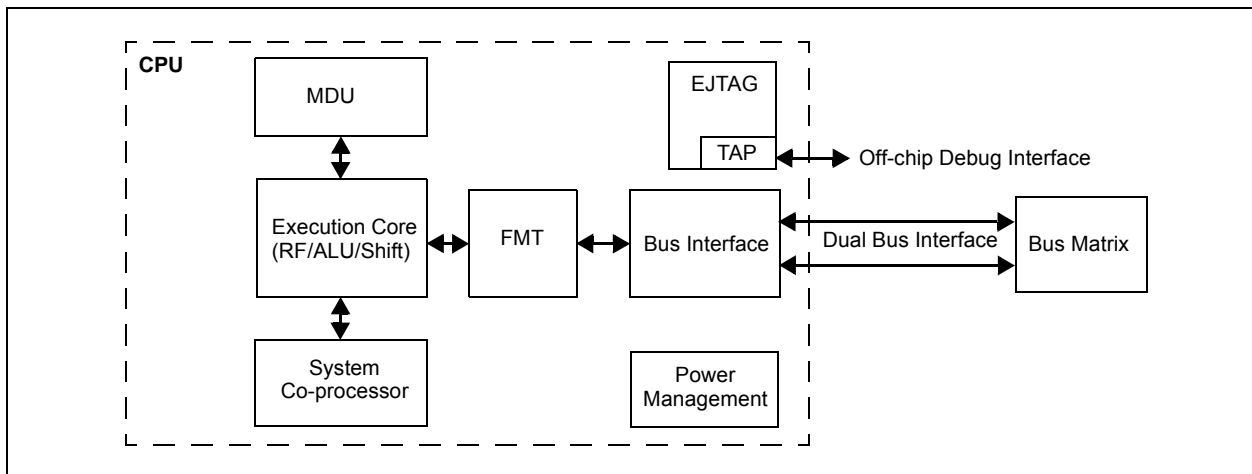 CPU
MDU
EJTAG
TAP
Off-chip Debug Interface
Execution Core
(RF/ALU/Shift)
FMT
Bus Interface
Dual Bus Interface
Bus Matrix
System
Co-processor
Power
Management